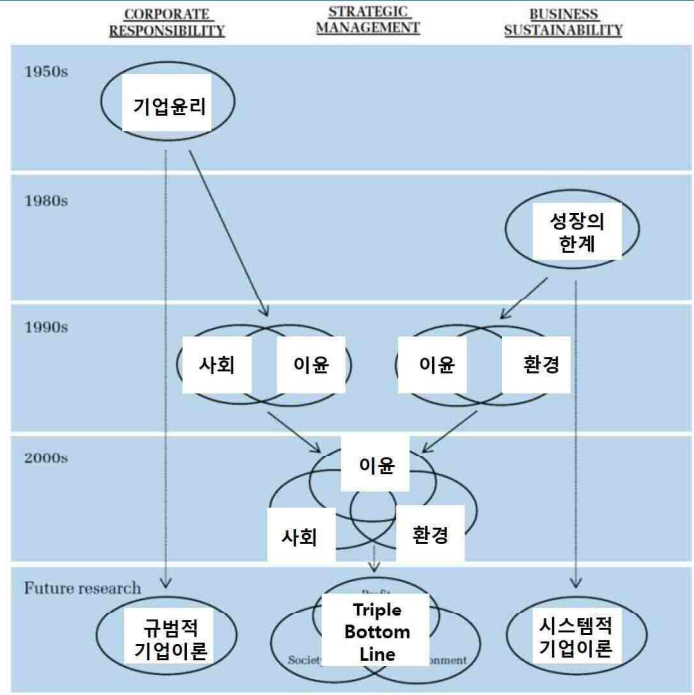 CORPORATE
RESPONSIBILITY
STRATEGIC
MANAGEMENT
BUSINESS
SUSTAINABILITY
1950s
기업윤리
1980s
성장의
한계
1990s
사회
이윤
이윤
환경
2000s
이윤
사회
환경
Future research
규범적
기업이론
Triple
Bottom
Line
Society
시스템적
기업이론